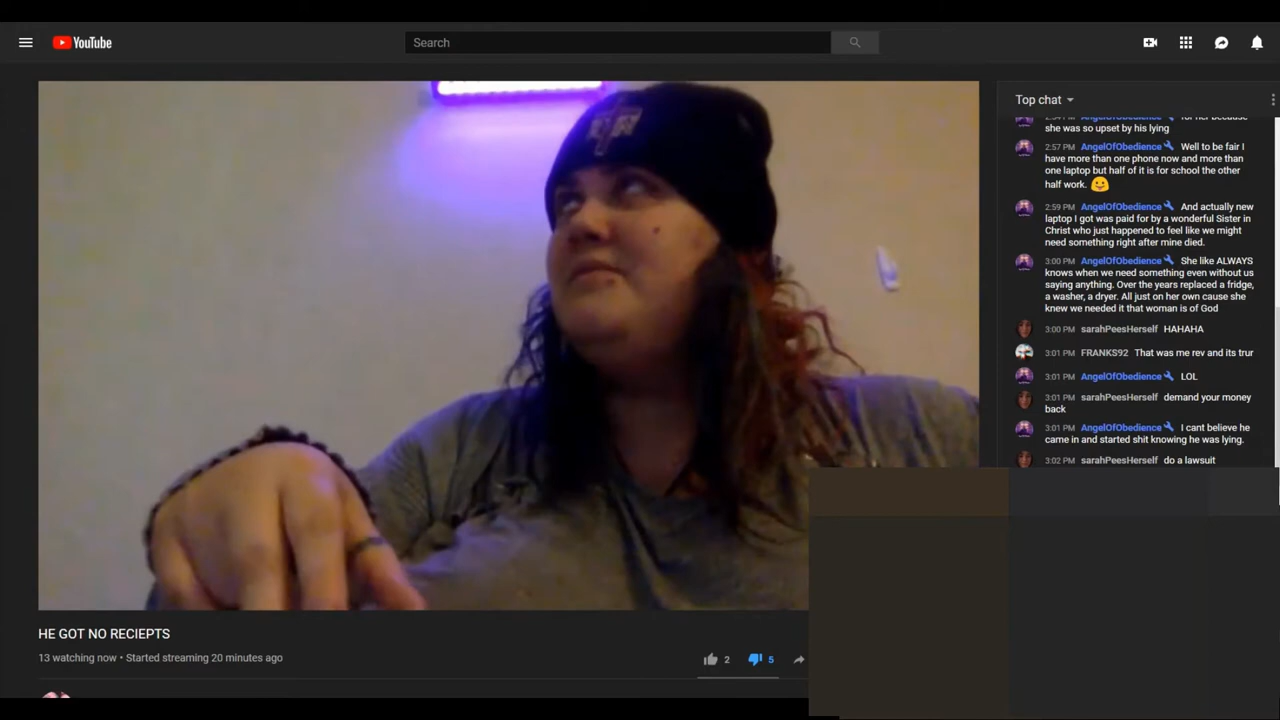 YouTube
Search
Top chat
AngelOfObedience for her because
she was so upset by his lying
2:57 PM AngelOfObedience Well to be fair I
have more than one phone now and more than
one laptop but half of it is for school the other
half work.
2:59 PM AngelOfObedience And actually new
laptop I got was paid for by a wonderful Sister in
Christ who just happened to feel like we might
need something right after mine died.
3:00 PM AngelOfObedience She like ALWAYS
knows when we need something even without us
saying anything. Over the years replaced a fridge,
a washer, a dryer. All just on her own cause she
knew we needed it that woman is of God
3:00 PM sarahPeesHerself HAHAHA
3:01 PM FRANKS92 That was me rev and its trur
3:01 PM AngelOfObedience LOL
3:01 PM sarahPeesHerself demand your money
back
3:01 PM AngelOfObedience I cant believe he
came in and started shit knowing he was lying.
3:02 PM sarahPeesHerself do a lawsuit
HE GOT NO RECIEPTS
13 watching now • Started streaming 20 minutes ago
2 5